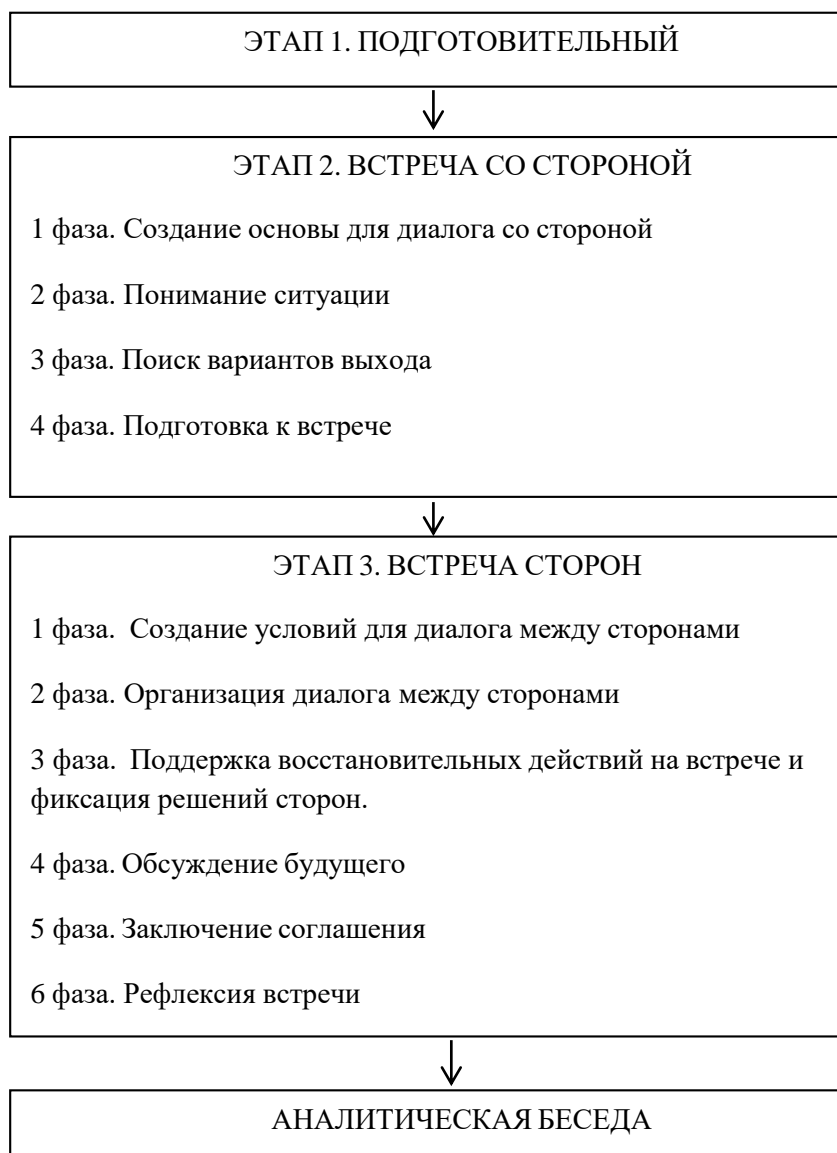 ЭТАП 1. ПОДГОТОВИТЕЛЬНЫЙ
ЭТАП 2. ВСТРЕЧА СО СТОРОНОЙ
1 фаза. Создание основы для диалога со стороной
2 фаза. Понимание ситуации
3 фаза. Поиск вариантов выхода
4 фаза. Подготовка к встрече
ЭТАП 3. ВСТРЕЧА СТОРОН
1 фаза. Создание условий для диалога между сторонами
2 фаза. Организация диалога между сторонами
3 фаза. Поддержка восстановительных действий на встрече и
фиксация решений сторон.
4 фаза. Обсуждение будущего
5 фаза. Заключение соглашения
6 фаза. Рефлексия встречи
АНАЛИТИЧЕСКАЯ БЕСЕДА